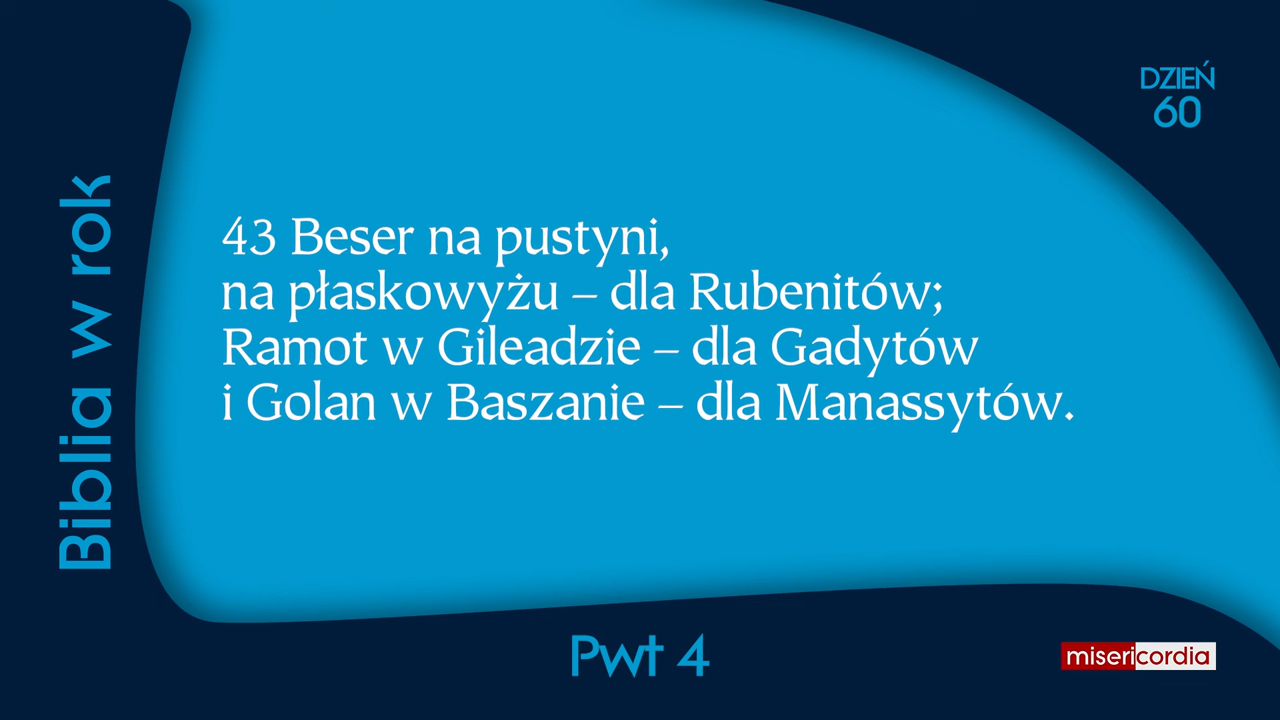 DZIEŃ
60
Biblia w rok
43 Beser na pustyni,
na płaskowyżu – dla Rubenitów;
Ramot w Gileadzie – dla Gadytów
i Golan w Baszanie – dla Manassytów.
Pwt 4
misericordia